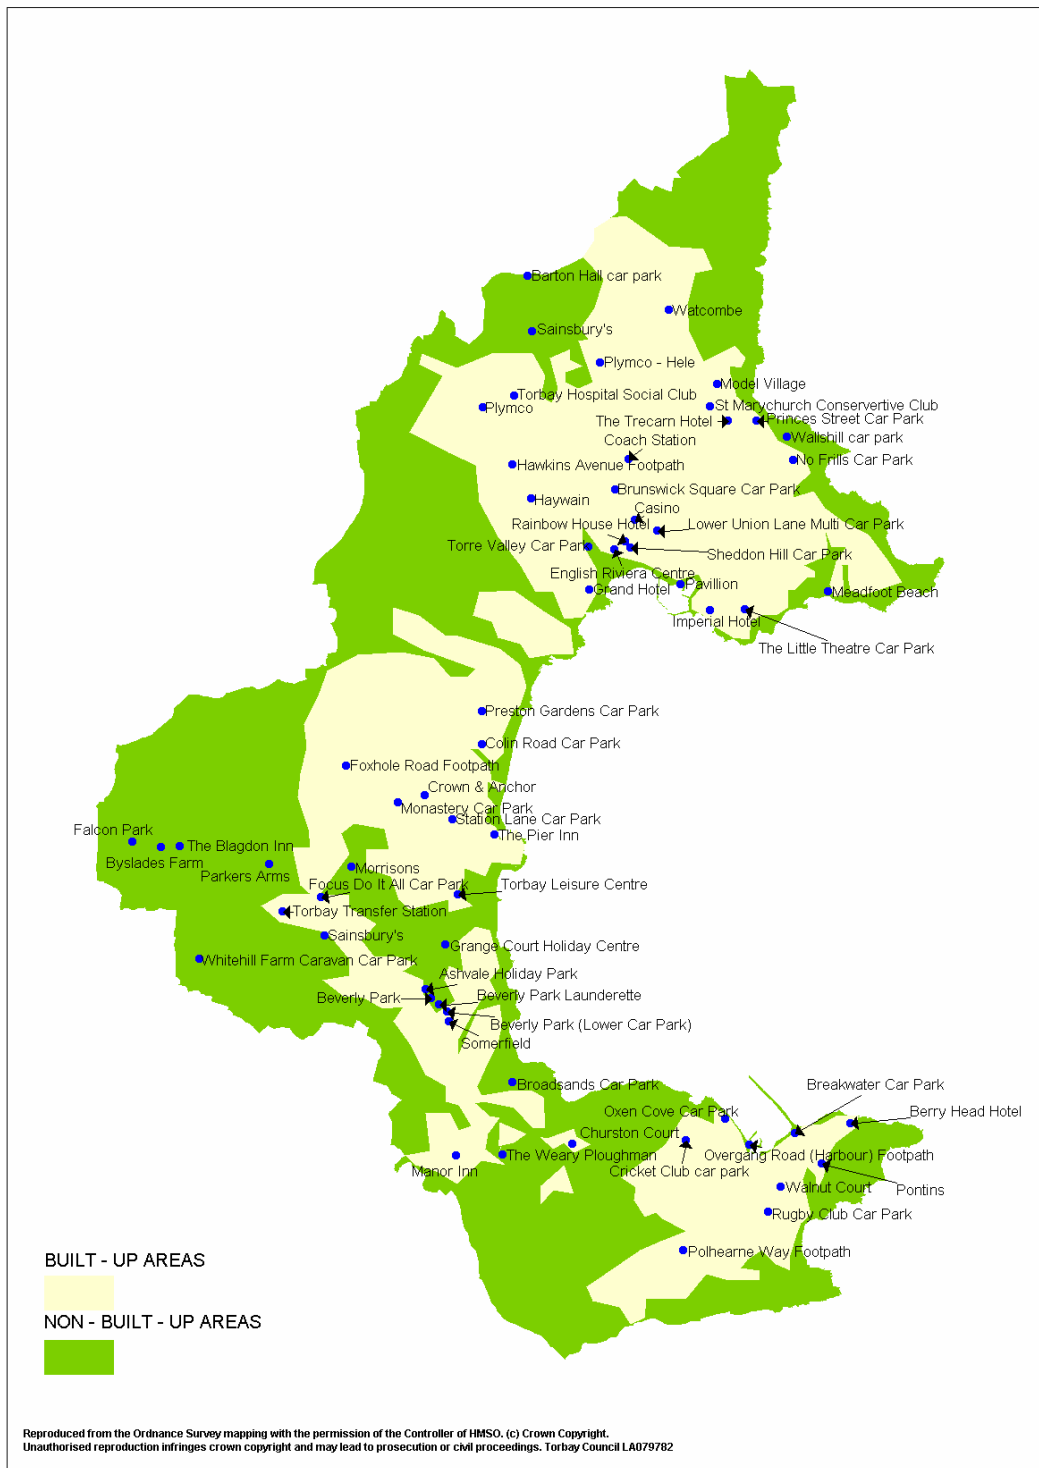 Barton Hall car park
Watcombe
Sainsbury's
Plymco - Hele
Model Village
Torbay Hospital Social Club
Plymco
St Marychurch Conservertive Club
The Trecarn Hotel
Princes Street Car Park
Wallshill car park
Coach Station
No Frills Car Park
Hawkins Avenue Footpath
Brunswick Square Car Park
Haywain
Casino
Rainbow House Hotel
Lower Union Lane Multi Car Park
Torre Valley Car Park
Sheddon Hill Car Park
English Riviera Centre
Pavillion
Grand Hotel
Meadfoot Beach
Imperial Hotel
The Little Theatre Car Park
Preston Gardens Car Park
Colin Road Car Park
Foxhole Road Footpath
Crown & Anchor
Monastery Car Park
Station Lane Car Park
Falcon Park
The Pier Inn
The Blagdon Inn
Byslades Farm
Parkers Arms
Morrisons
Focus Do It All Car Park
Torbay Leisure Centre
Torbay Transfer Station
Sainsbury's
Grange Court Holiday Centre
Whitehill Farm Caravan Car Park
Ashvale Holiday Park
Beverly Park
Beverly Park Launderette
Beverly Park (Lower Car Park)
Somerfield
Broadsands Car Park
Breakwater Car Park
Oxen Cove Car Park
Berry Head Hotel
Churston Court
The Weary Ploughman
Overgang Road (Harbour) Footpath
Manor Inn
Cricket Club car park
Walnut Court
Pontins
Rugby Club Car Park
Polhearne Way Footpath
BUILT - UP AREAS
NON - BUILT - UP AREAS
Reproduced from the Ordnance Survey mapping with the permission of the Controller of HMSO. (c) Crown Copyright.
Unauthorised reproduction infringes crown copyright and may lead to prosecution or civil proceedings. Torbay Council LA079782